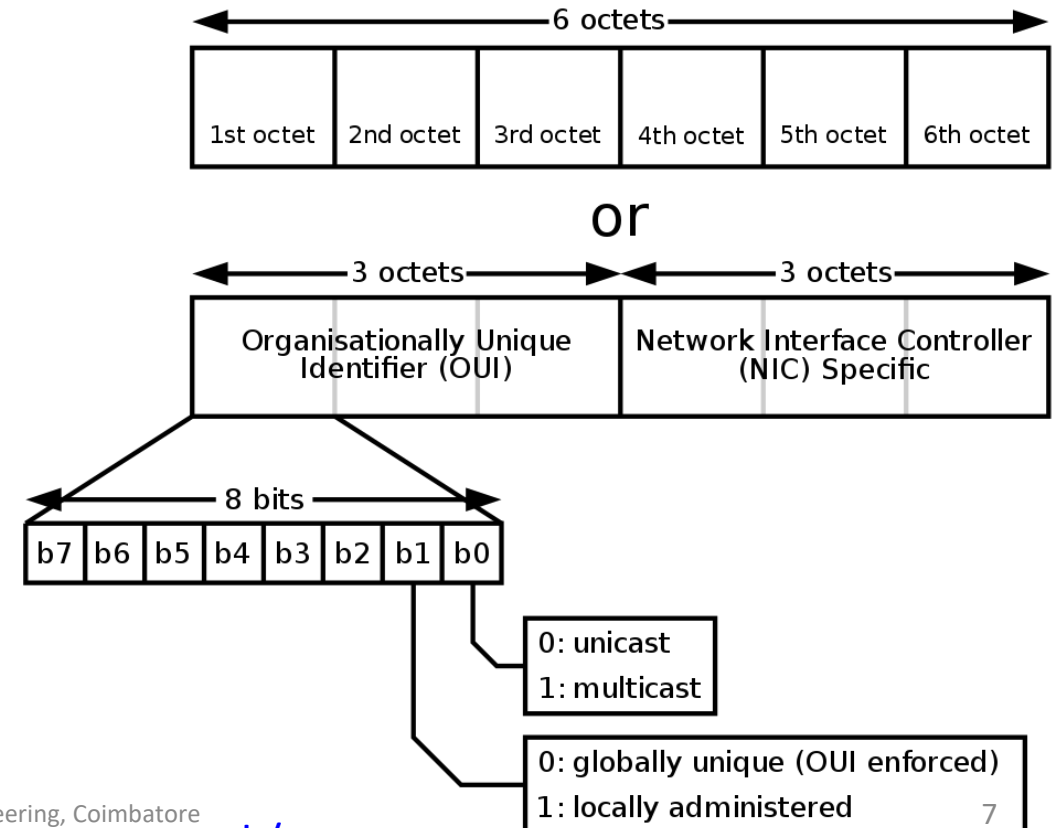 6 octets
1st octet 2nd octet 3rd octet 4th octet 5th octet 6th octet
or
3 octets 3 octets
Organisationally Unique Identifier (OUI)
Network Interface Controller (NIC) Specific
8 bits
b7 b6 b5 b4 b3 b2 b1 b0
0: unicast
1: multicast
0: globally unique (OUI enforced)
1: locally administered
Coimbatore
7